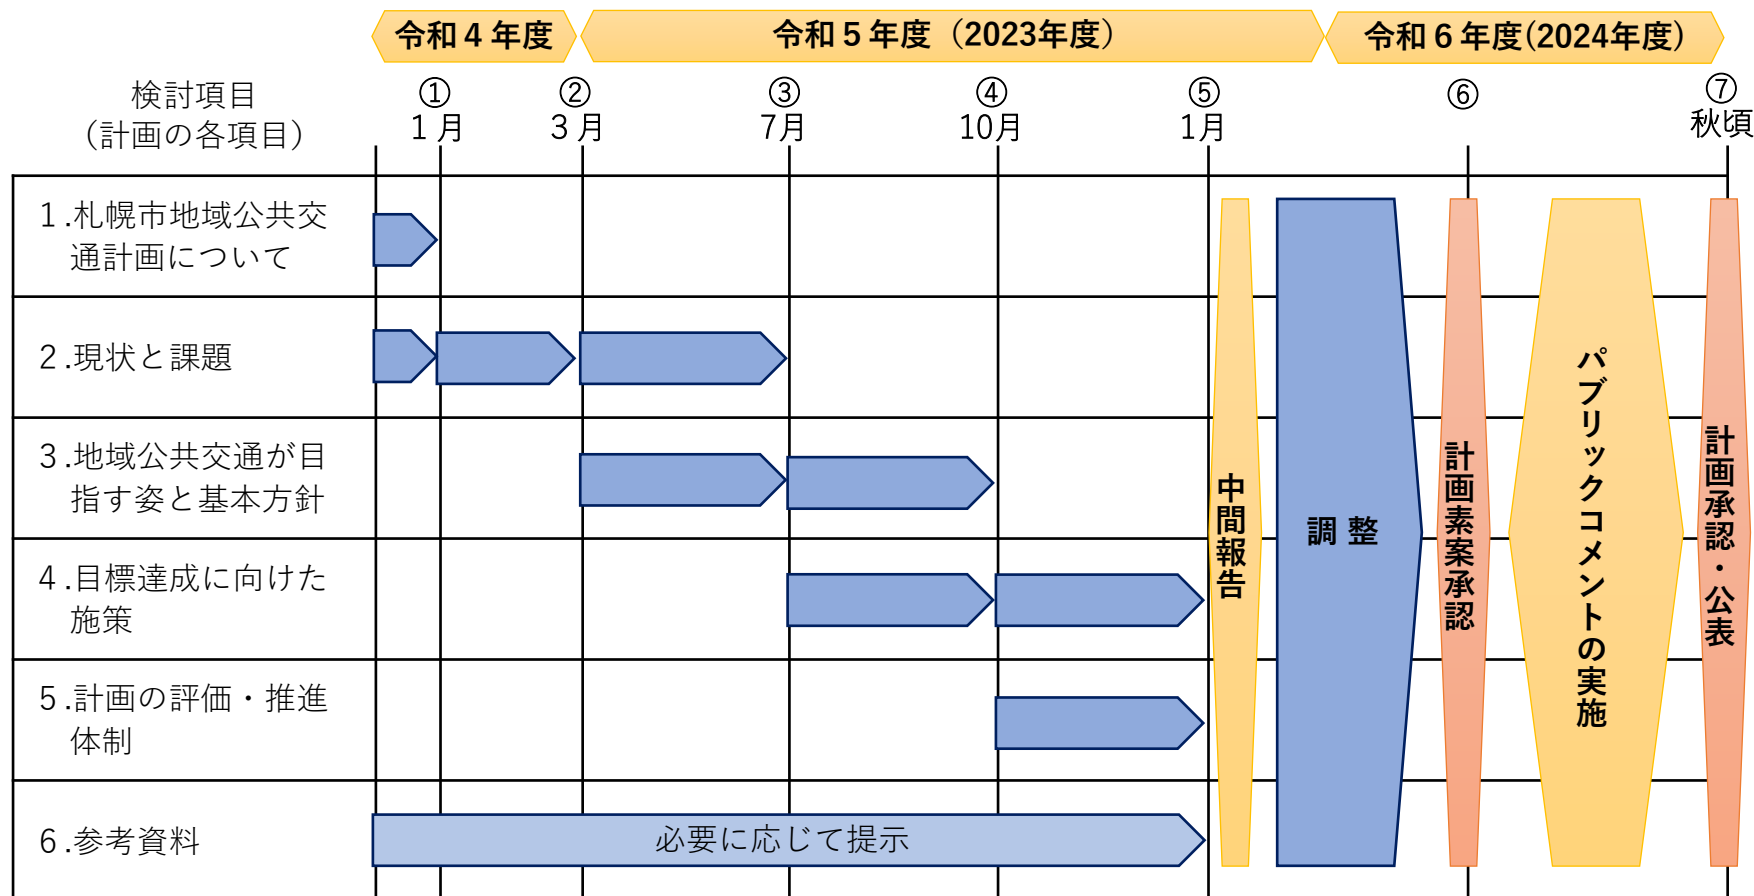 令和４年度
令和５年度（2023年度）
令和６年度(2024年度)
検討項目
（計画の各項目）
①
１月
②
３月
③
7月
④
10月
⑤
1月
⑥
⑦
秋頃
１.札幌市地域公共交
通計画について
２.現状と課題
３.地域公共交通が目
指す姿と基本方針
４.目標達成に向けた
施策
５.計画の評価・推進
体制
６.参考資料
必要に応じて提示
中間報告
調整
計画素案承認
パブリックコメントの実施
計画承認・公表